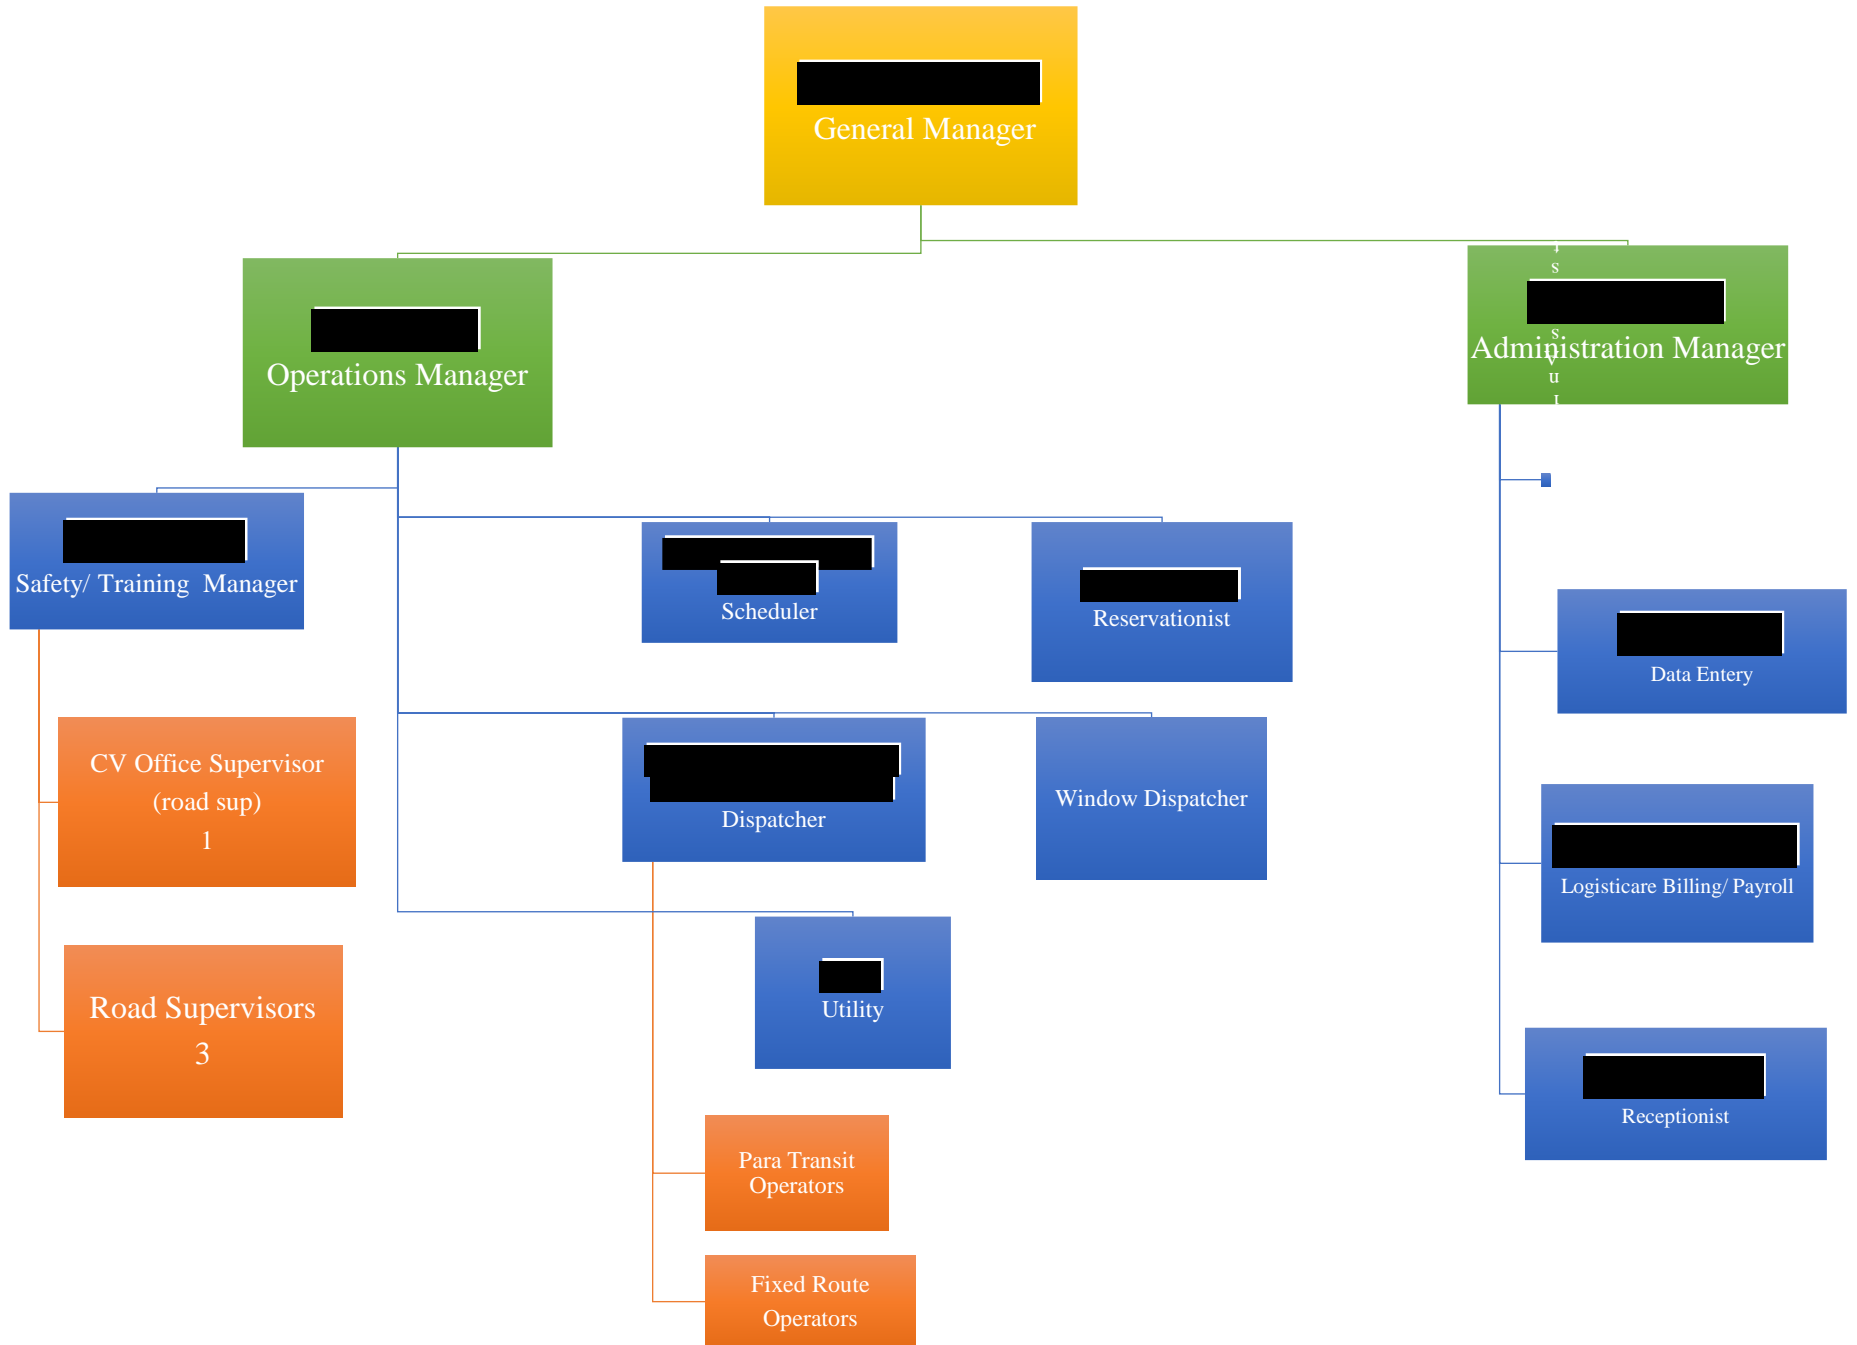 General Manager
Operations Manager
Administration Manager
Safety/ Training  Manager
Scheduler
Reservationist
Data Entery
CV Office Supervisor
(road sup)
1
Dispatcher
Window Dispatcher
Logisticare Billing/ Payroll
Road Supervisors
3
Utility
Receptionist
Para Transit
Operators
Fixed Route
Operators